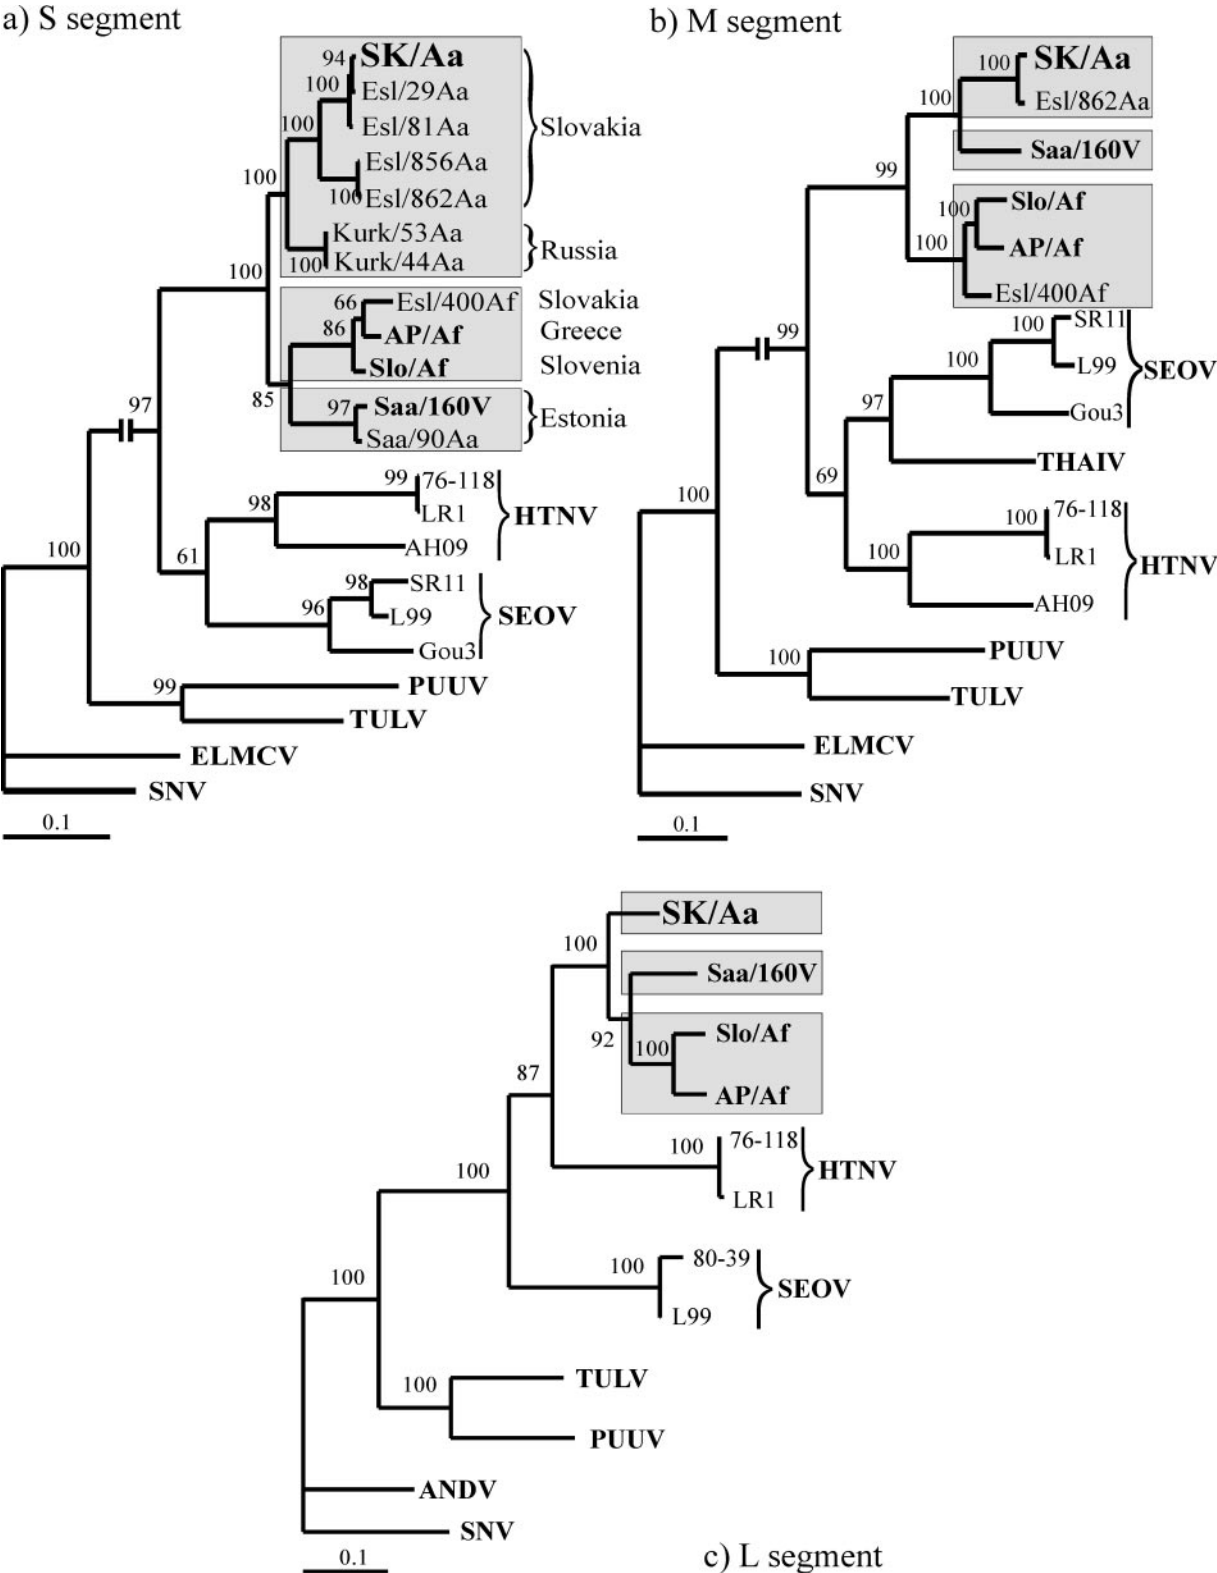 a) S segment
94
SK/Aa
100
Esl/29Aa
100
Esl/81Aa
Slovakia
Esl/856Aa
100
100
Esl/862Aa
Kurk/53Aa
100
Kurk/44Aa
Russia
100
66
Esl/400Af
Slovakia
86
AP/Af
Greece
Slo/Af
Slovenia
85
97
97
Saa/160V
Saa/90Aa
Estonia
99
76-118
98
LR1
HTNV
AH09
100
61
98
SR11
96
L99
SEOV
Gou3
99
PUUV
TULV
ELMCV
SNV
0.1
b) M segment
100
SK/Aa
100
Esl/862Aa
Saa/160V
99
Slo/Af
100
100
AP/Af
Esl/400Af
99
100
SR11
100
L99
SEOV
97
Gou3
THAIV
69
100
100
76-118
100
LR1
HTNV
AH09
100
PUUV
TULV
ELMCV
SNV
0.1
SK/Aa
100
Saa/160V
92
Slo/Af
100
87
AP/Af
100
76-118
HTNV
LR1
100
100
80-39
SEOV
L99
100
TULV
100
PUUV
ANDV
SNV
0.1
c) L segment